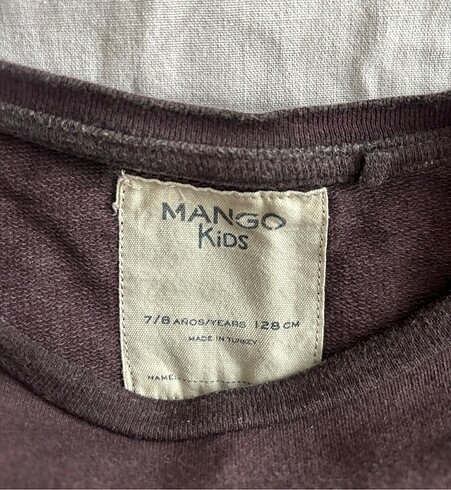 MANGO
KiDS
7/8 AÑOS/YEARS 128 CM
MADE IN TURKEY
NAME:............